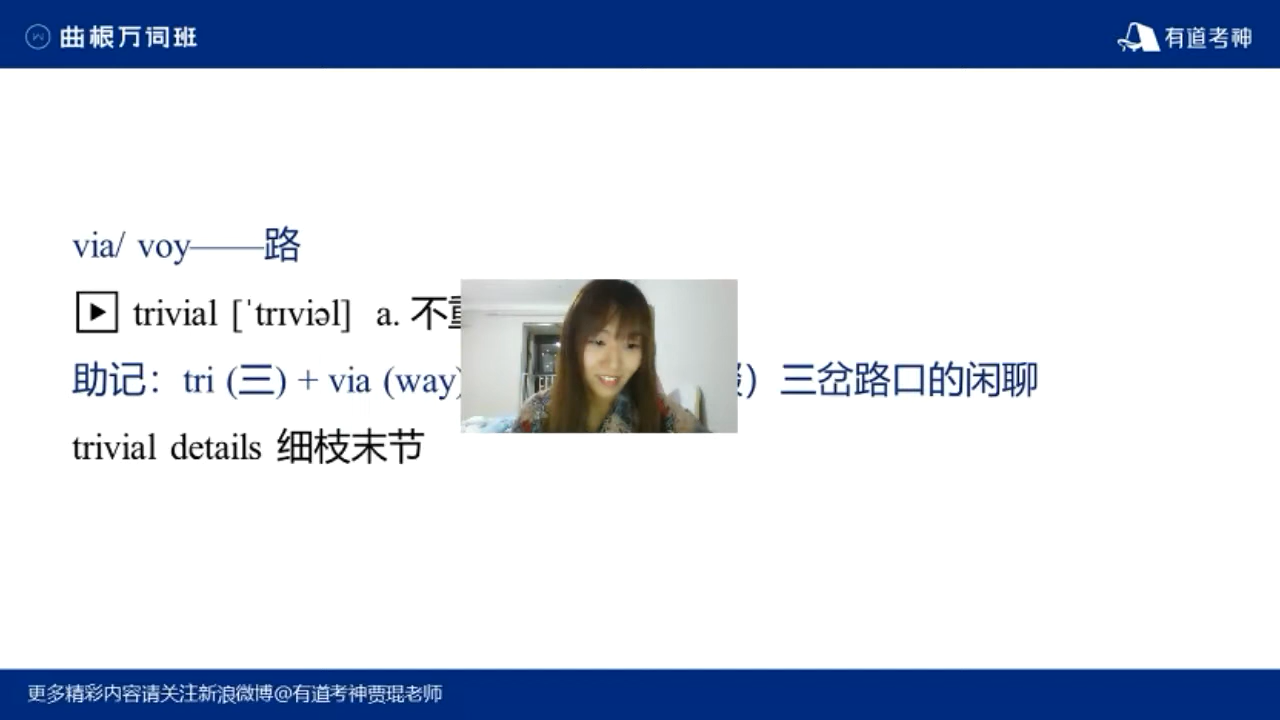 曲根万词班
有道考神
via/ voy——路
trivial [ˈtrɪviəl] a. 不重
助记：tri (三) + via (way) ）三岔路口的闲聊
trivial details 细枝末节
更多精彩内容请关注新浪微博@有道考神贾琨老师